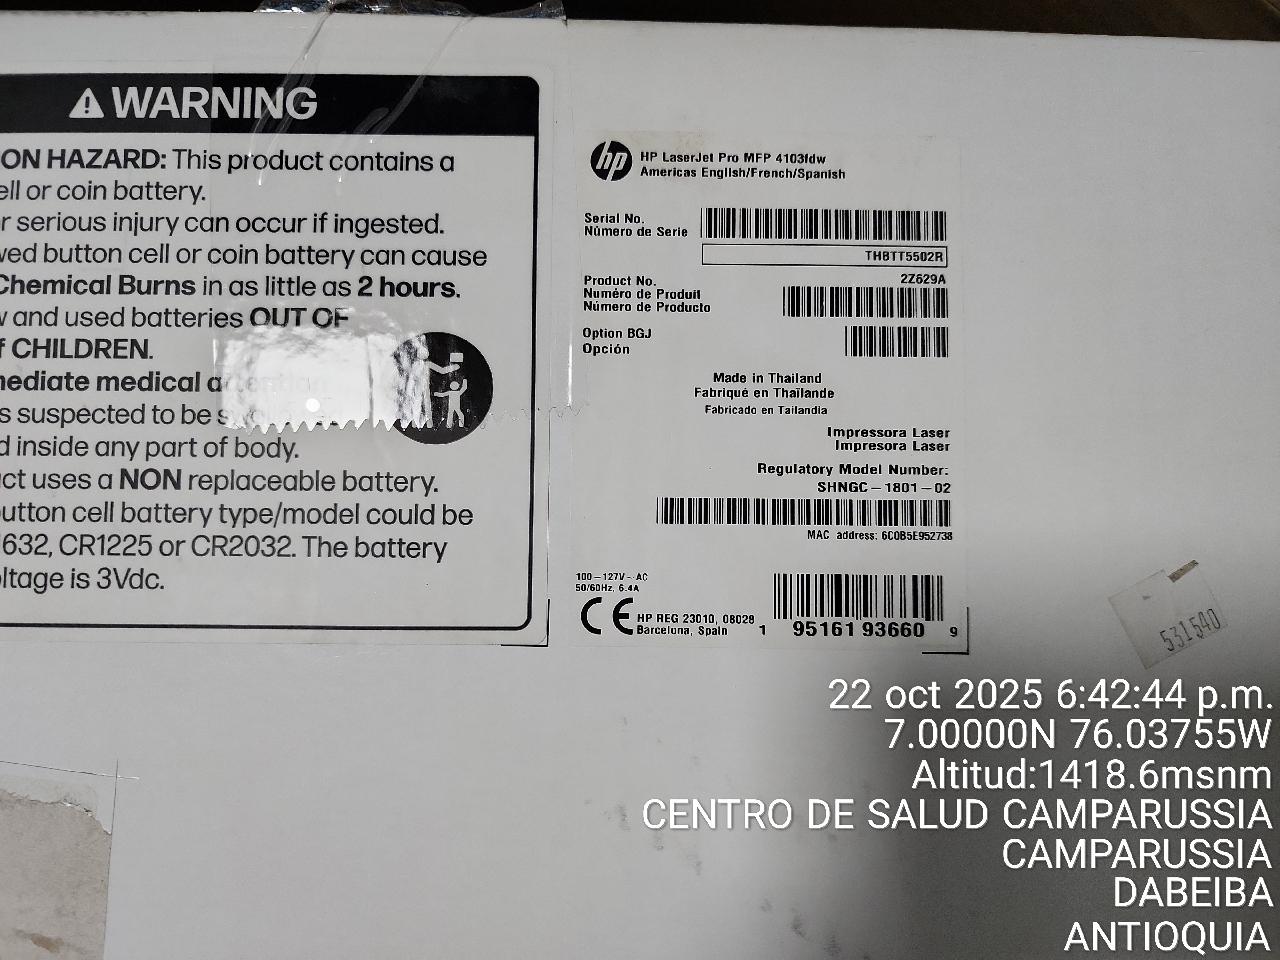 WARNING
ON HAZARD: This product contains a
ell or coin battery.
r serious injury can occur if ingested.
wed button cell or coin battery can cause
Chemical Burns in as little as 2 hours.
w and used batteries OUT OF
f CHILDREN.
mediate medical attention
s suspected to be
d inside any part of body.
ct uses a NON replaceable battery.
utton cell battery type/model could be
1632, CR1225 or CR2032. The battery
oltage is 3Vdc.
hp
HP LaserJet Pro MFP 4103fdw
Americas English/French/Spanish
Serial No.
Número de Serie
THBTT5502R
Product No.
2Z629A
Numéro de Produit
Número de Producto
Option BGJ
Opción
Made in Thailand
Fabriqué en Thaïlande
Fabricado en Tailandia
Impressora Laser
Impresora Laser
Regulatory Model Number:
SHNGC-1801-02
MAC address: 6C0B5E952738
100-127V~ AC
50/60Hz, 6.4A
CE
HP REG 23010, 08028
Barcelona, Spain
1 95161 93660 9
531540
22 oct 2025 6:42:44 p.m.
7.00000N 76.03755W
Altitud:1418.6msnm
CENTRO DE SALUD CAMPARUSSIA
CAMPARUSSIA
DABEIBA
ANTIOQUIA